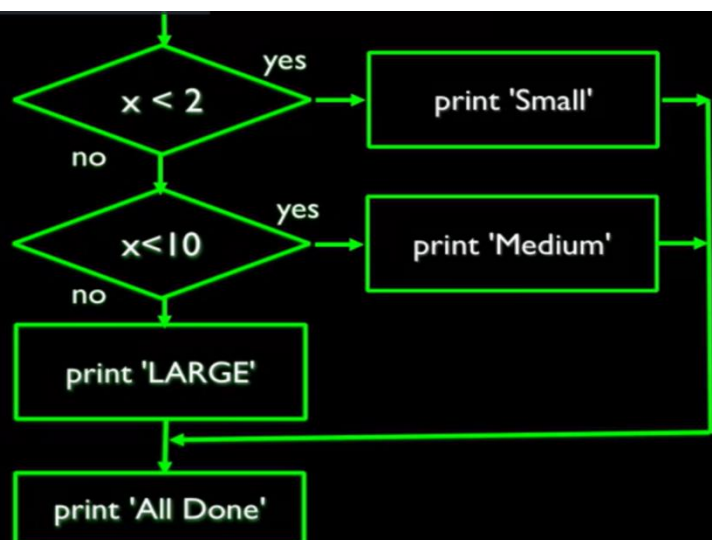 yes
x < 2
print 'Small'
no
yes
x<10
print 'Medium'
no
print 'LARGE'
print 'All Done'